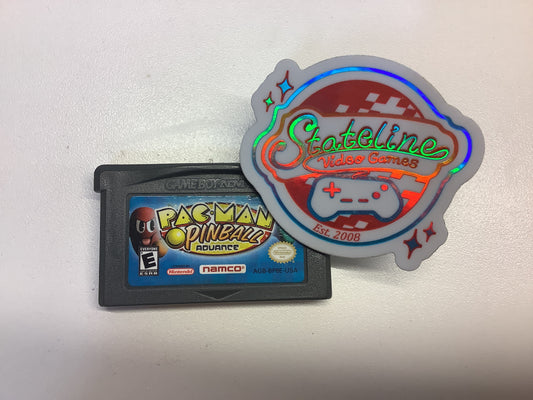 Stateline
Video Games
Est. 2008
GAME BOY ADVANCE
PAC-MAN
PINBALL
ADVANCE
EVERYONE
E
ESRB
Nintendo
namco
AGB-BP8E-USA